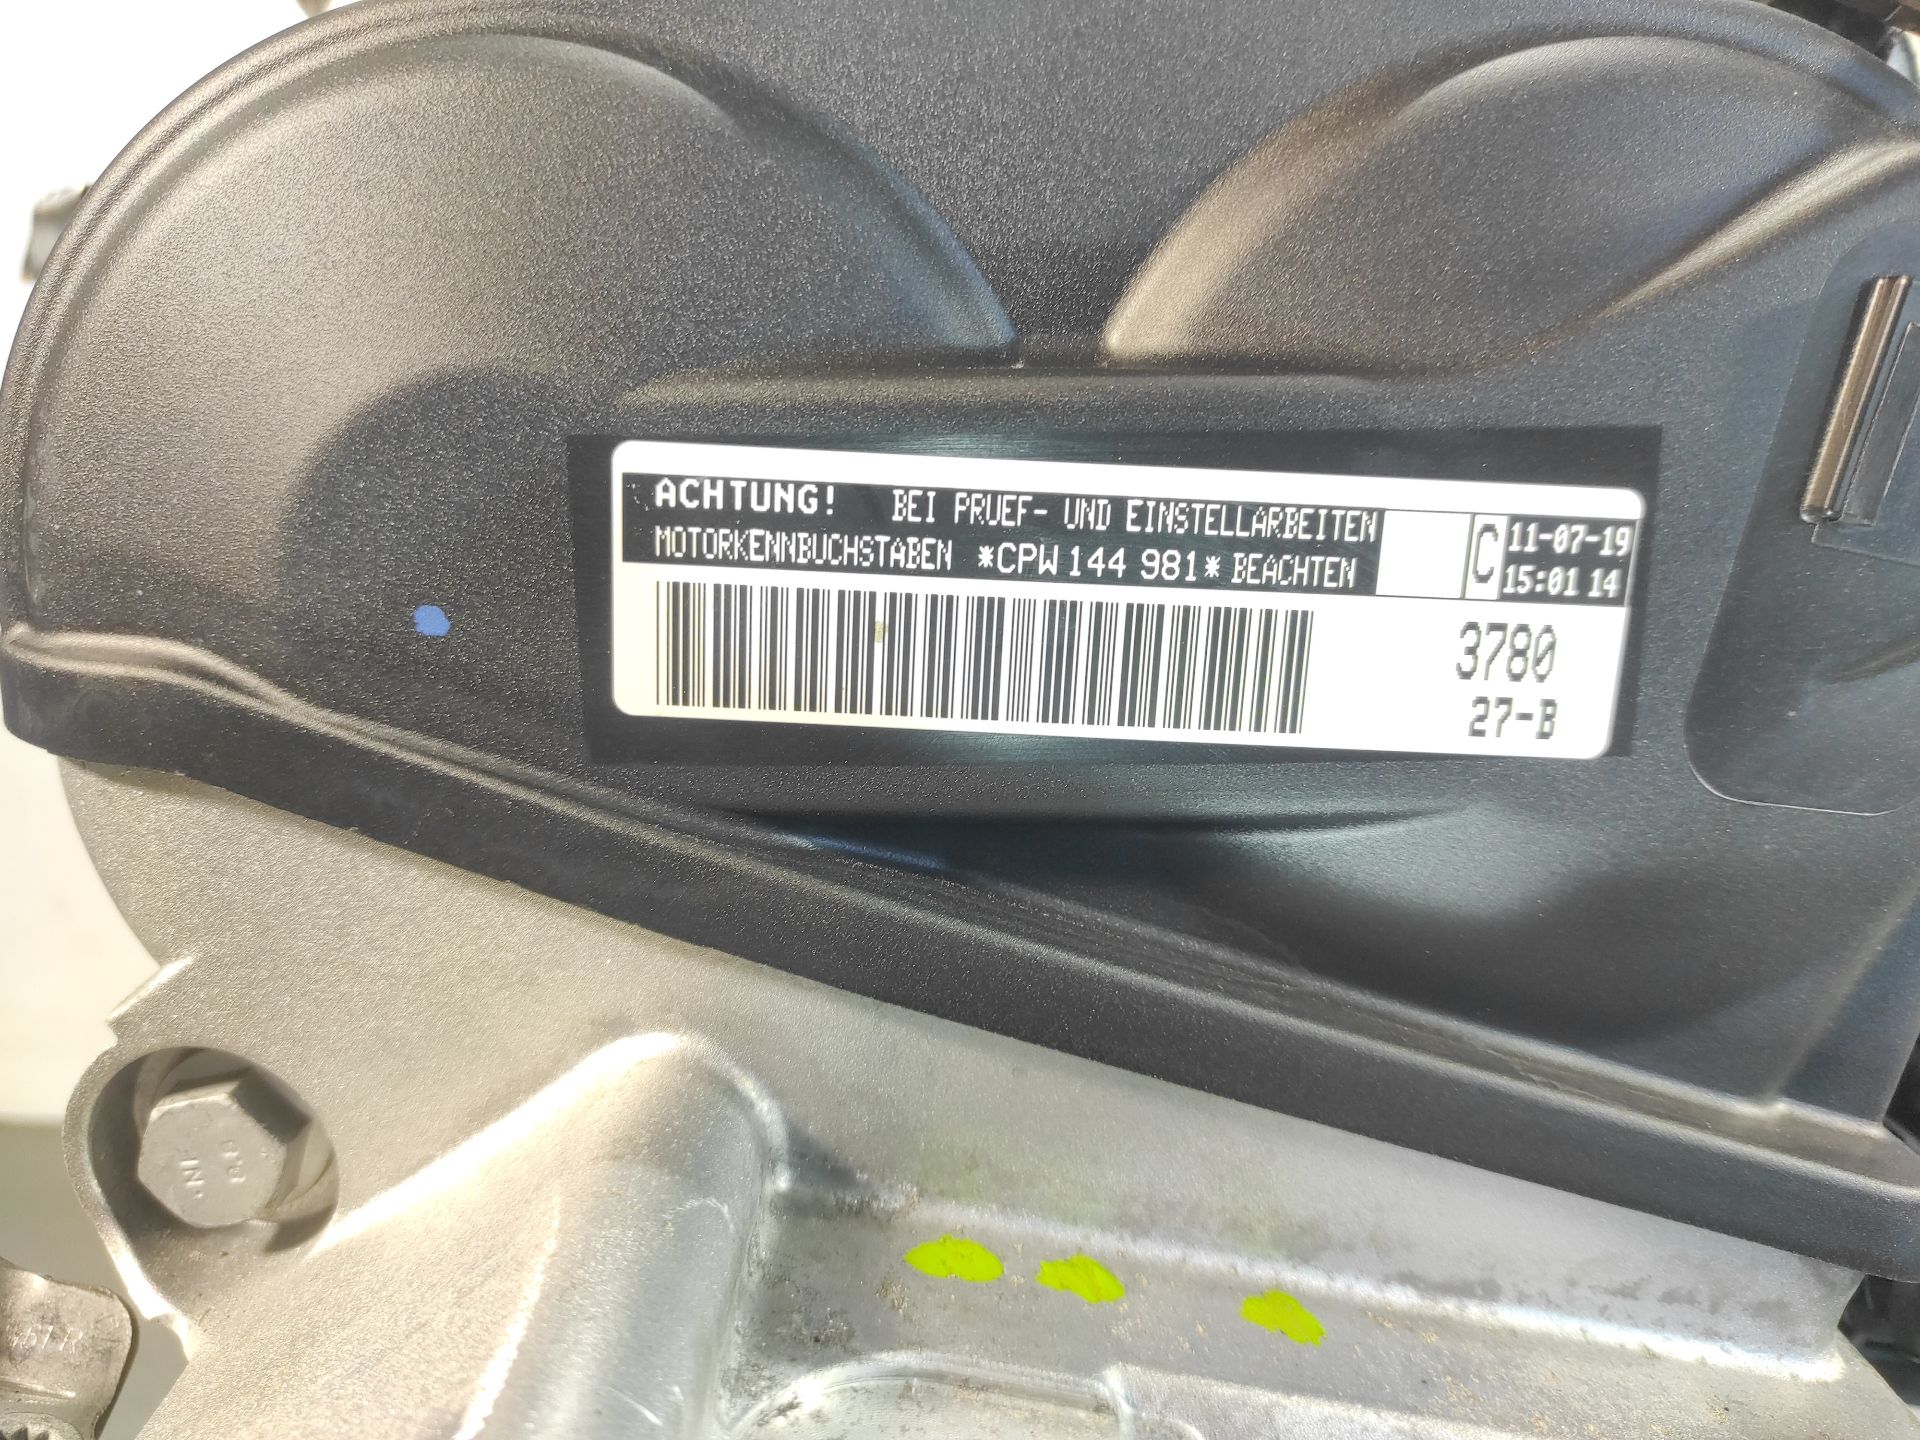 ACHTUNG! BEI PRUEF- UND EINSTELLARBEITEN
MOTORKENNBUCHSTABEN *CPW 144 981* BEACHTEN
C
11-07-19
15:01 14
3780
27-B